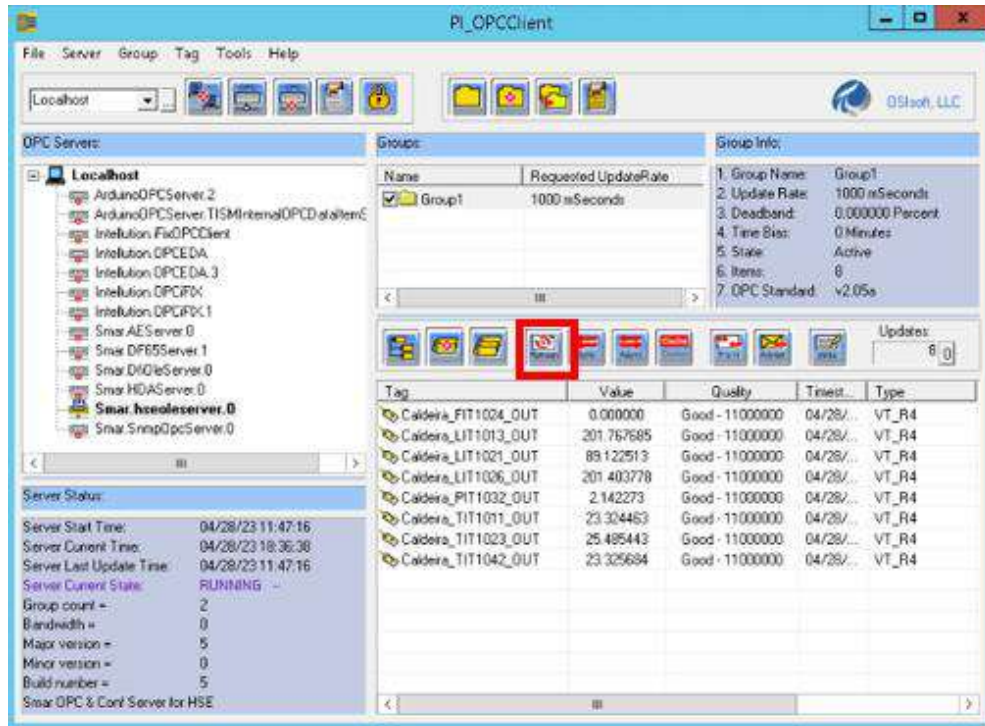 PI_OPCClient
File Server Group Tag Tools Help
Localhost
OSIsoft, LLC
OPC Servers:
Localhost
ArduinoOPCServer.2
ArduinoOPCServer.TISMInternalOPCDataItemS
Intellution.FixOPCClient
Intellution.OPCEDA
Intellution.OPCEDA.3
Intellution.OPCiFIX
Intellution.OPCiFIX.1
Smar.AEServer.0
Smar.DF65Server.1
Smar.DfiOleServer.0
Smar.HDAServer.0
Smar.hseoleserver.0
Smar.SnmpOpcServer.0
Groups:
Name Requested UpdateRate
Group1 1000 mSeconds
Group Info:
1. Group Name: Group1
2. Update Rate: 1000 mSeconds
3. Deadband: 0.000000 Percent
4. Time Bias: 0 Minutes
5. State: Active
6. Items: 8
7. OPC Standard: v2.05a
Refresh
Updates:
8 0
Tag Value Quality Timest... Type
Caldeira_FIT1024_OUT 0.000000 Good - 11000000 04/28/... VT_R4
Caldeira_LIT1013_OUT 201.767685 Good - 11000000 04/28/... VT_R4
Caldeira_LIT1021_OUT 89.122513 Good - 11000000 04/28/... VT_R4
Caldeira_LIT1026_OUT 201.403778 Good - 11000000 04/28/... VT_R4
Caldeira_PIT1032_OUT 2.142273 Good - 11000000 04/28/... VT_R4
Caldeira_TIT1011_OUT 23.324463 Good - 11000000 04/28/... VT_R4
Caldeira_TIT1023_OUT 25.485443 Good - 11000000 04/28/... VT_R4
Caldeira_TIT1042_OUT 23.325684 Good - 11000000 04/28/... VT_R4
Server Status:
Server Start Time: 04/28/23 11:47:16
Server Current Time: 04/28/23 18:36:38
Server Last Update Time: 04/28/23 11:47:16
Server Current State: RUNNING --
Group count = 2
Bandwidth = 0
Major version = 5
Minor version = 0
Build number = 5
Smar OPC & Conf Server for HSE